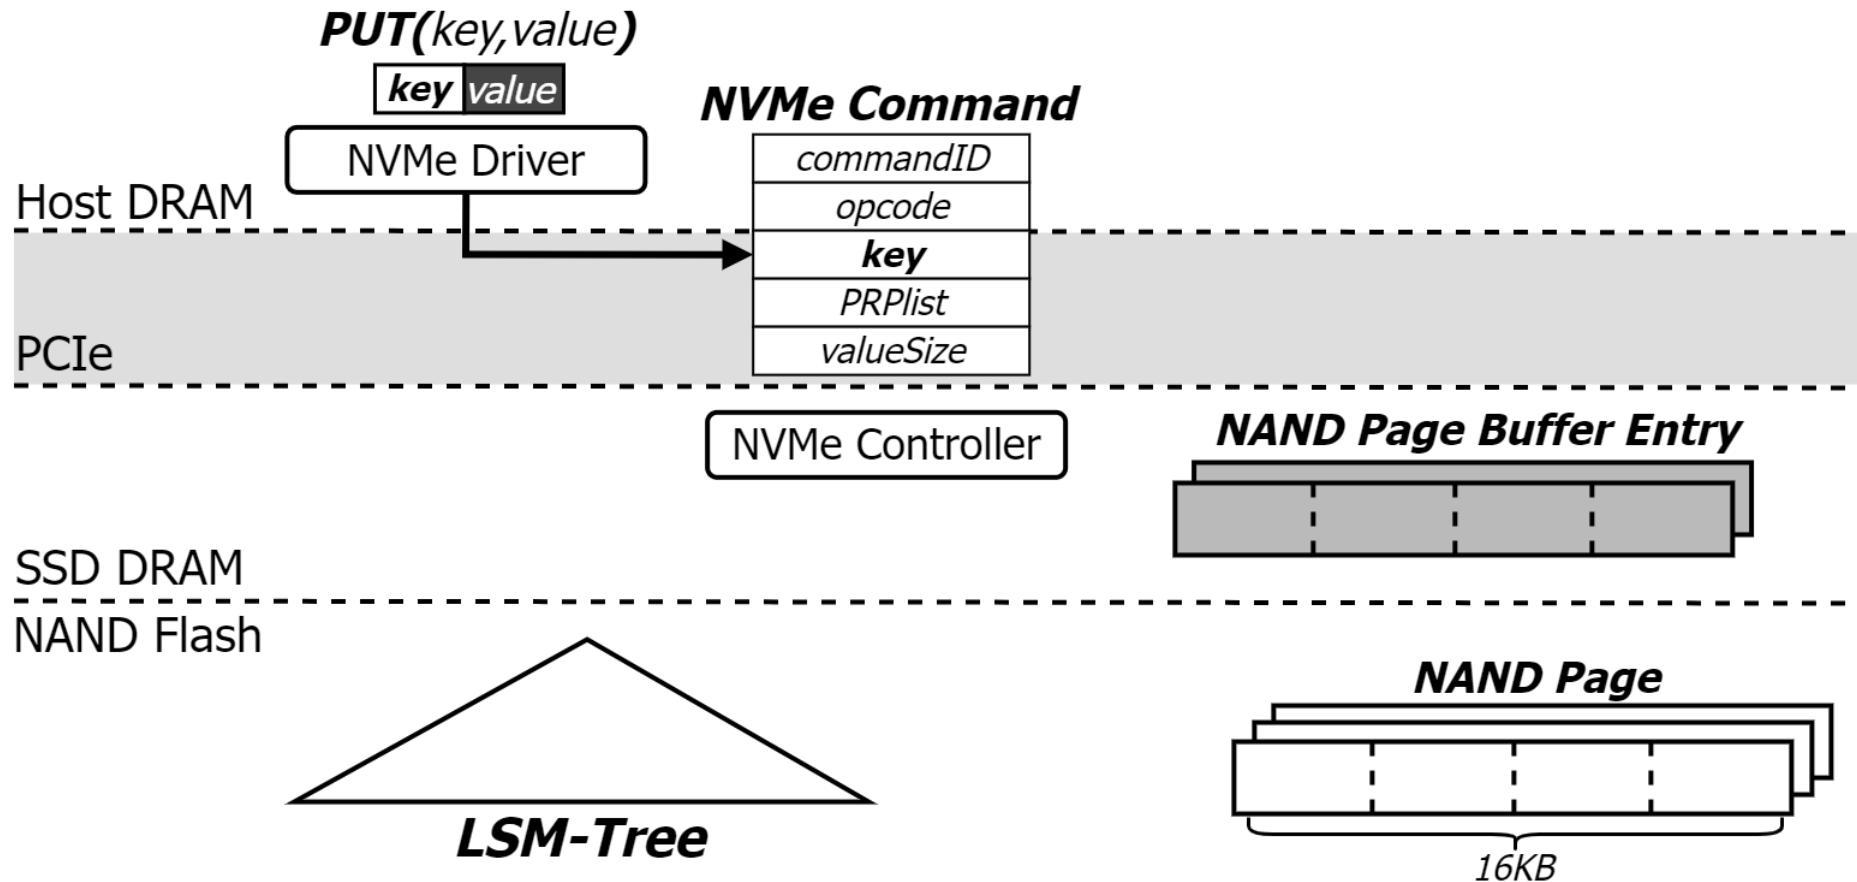 PUT(key,value)
key value
NVMe Driver
NVMe Command
commandID
opcode
key
PRPlist
valueSize
Host DRAM
PCIe
NVMe Controller
NAND Page Buffer Entry
SSD DRAM
NAND Flash
LSM-Tree
NAND Page
16KB